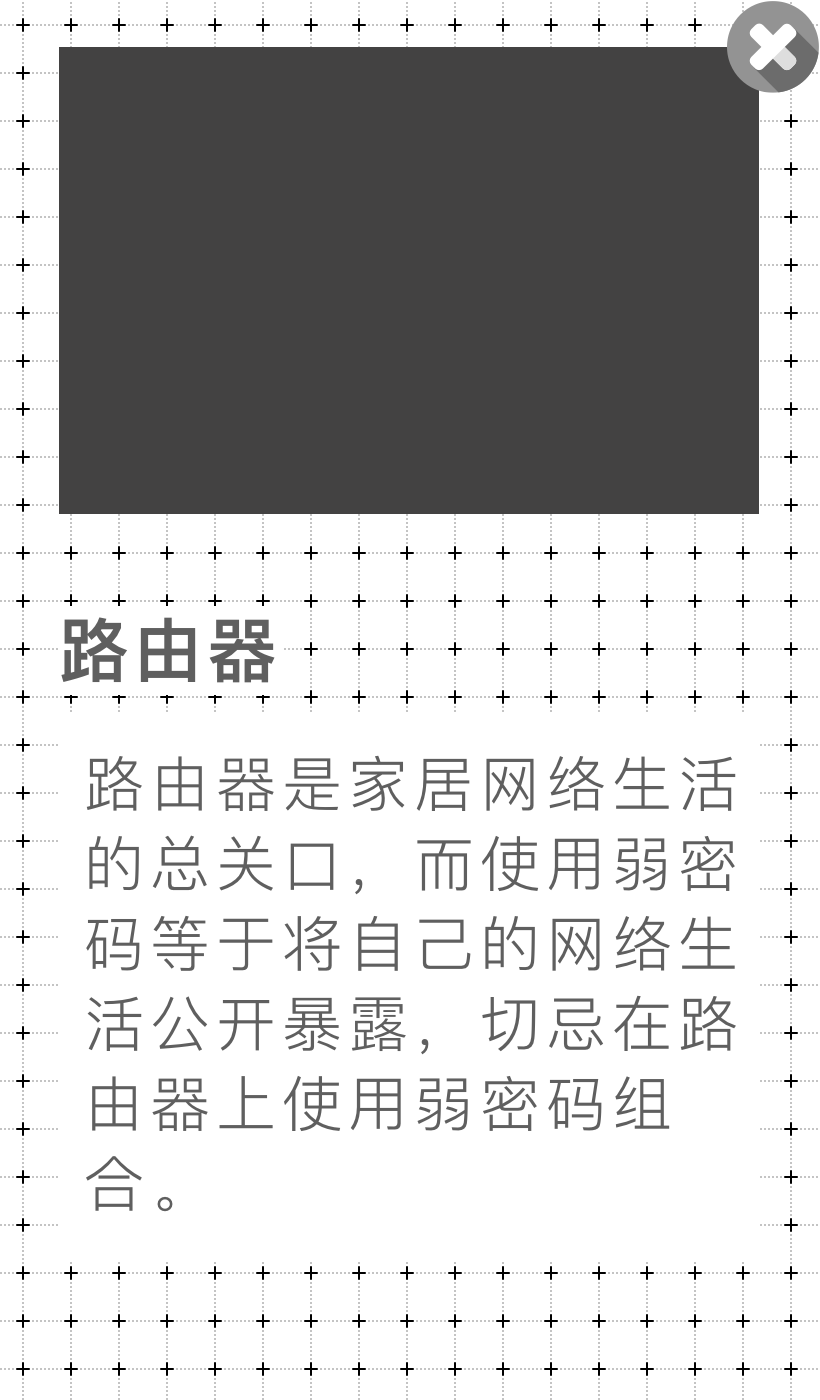 路由器
路由器是家居网络生活
的总关口，而使用弱密
码等于将自己的网络生
活公开暴露，切忌在路
由器上使用弱密码组
合。